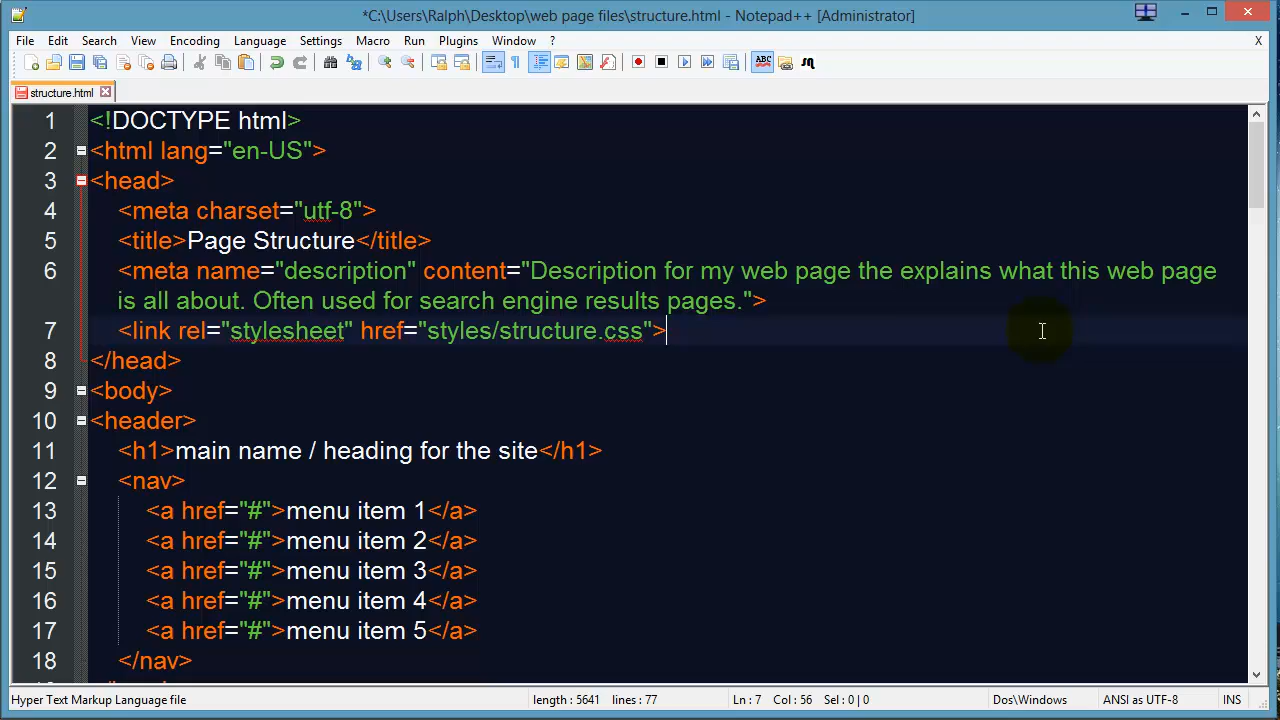 *C:\Users\Ralph\Desktop\web page files\structure.html - Notepad++ [Administrator]
File Edit Search View Encoding Language Settings Macro Run Plugins Window ? X
ABC
structure.html
1 <!DOCTYPE html>
2 <html lang="en-US">
3 <head>
4 <meta charset="utf-8">
5 <title>Page Structure</title>
6 <meta name="description" content="Description for my web page the explains what this web page
is all about. Often used for search engine results pages.">
7 <link rel="stylesheet" href="styles/structure.css">
8 </head>
9 <body>
10 <header>
11 <h1>main name / heading for the site</h1>
12 <nav>
13 <a href="#">menu item 1</a>
14 <a href="#">menu item 2</a>
15 <a href="#">menu item 3</a>
16 <a href="#">menu item 4</a>
17 <a href="#">menu item 5</a>
18 </nav>
Hyper Text Markup Language file length : 5641 lines : 77 Ln : 7 Col : 56 Sel : 0 | 0 Dos\Windows ANSI as UTF-8 INS